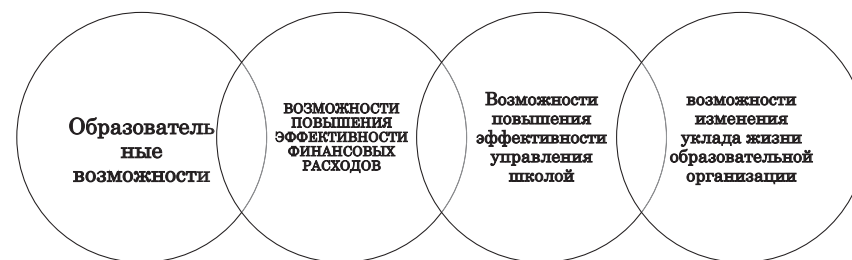 Образователь
ные
возможности
ВОЗМОЖНОСТИ
ПОВЫШЕНИЯ
ЭФФЕКТИВНОСТИ
ФИНАНСОВЫХ
РАСХОДОВ
Возможности
повышения
эффективности
управления
школой
возможности
изменения
уклада жизни
образовательной
организации